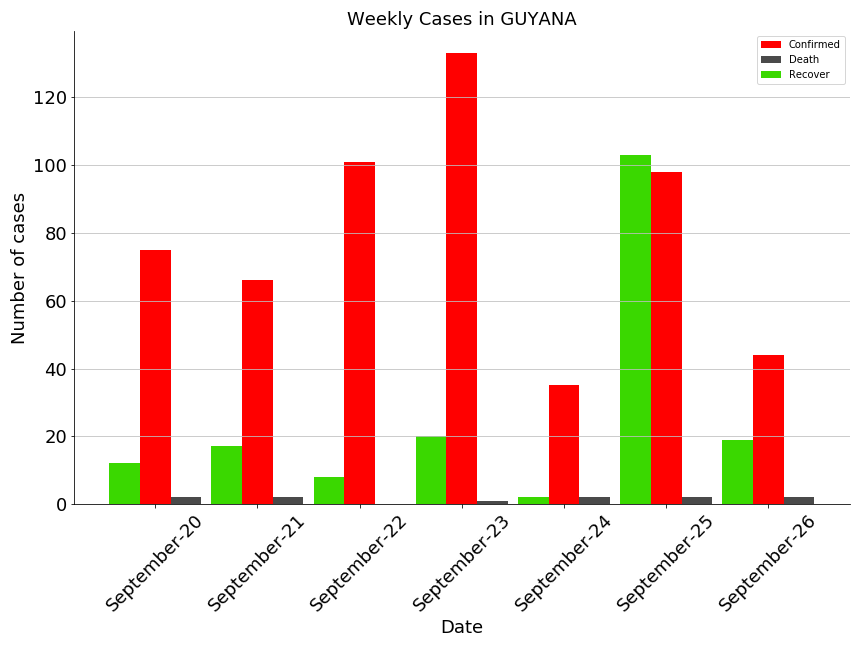 Weekly Cases in GUYANA
Confirmed
Death
Recover
Number of cases
120
100
80
60
40
20
0
September-20
September-21
September-22
September-23
September-24
September-25
September-26
Date